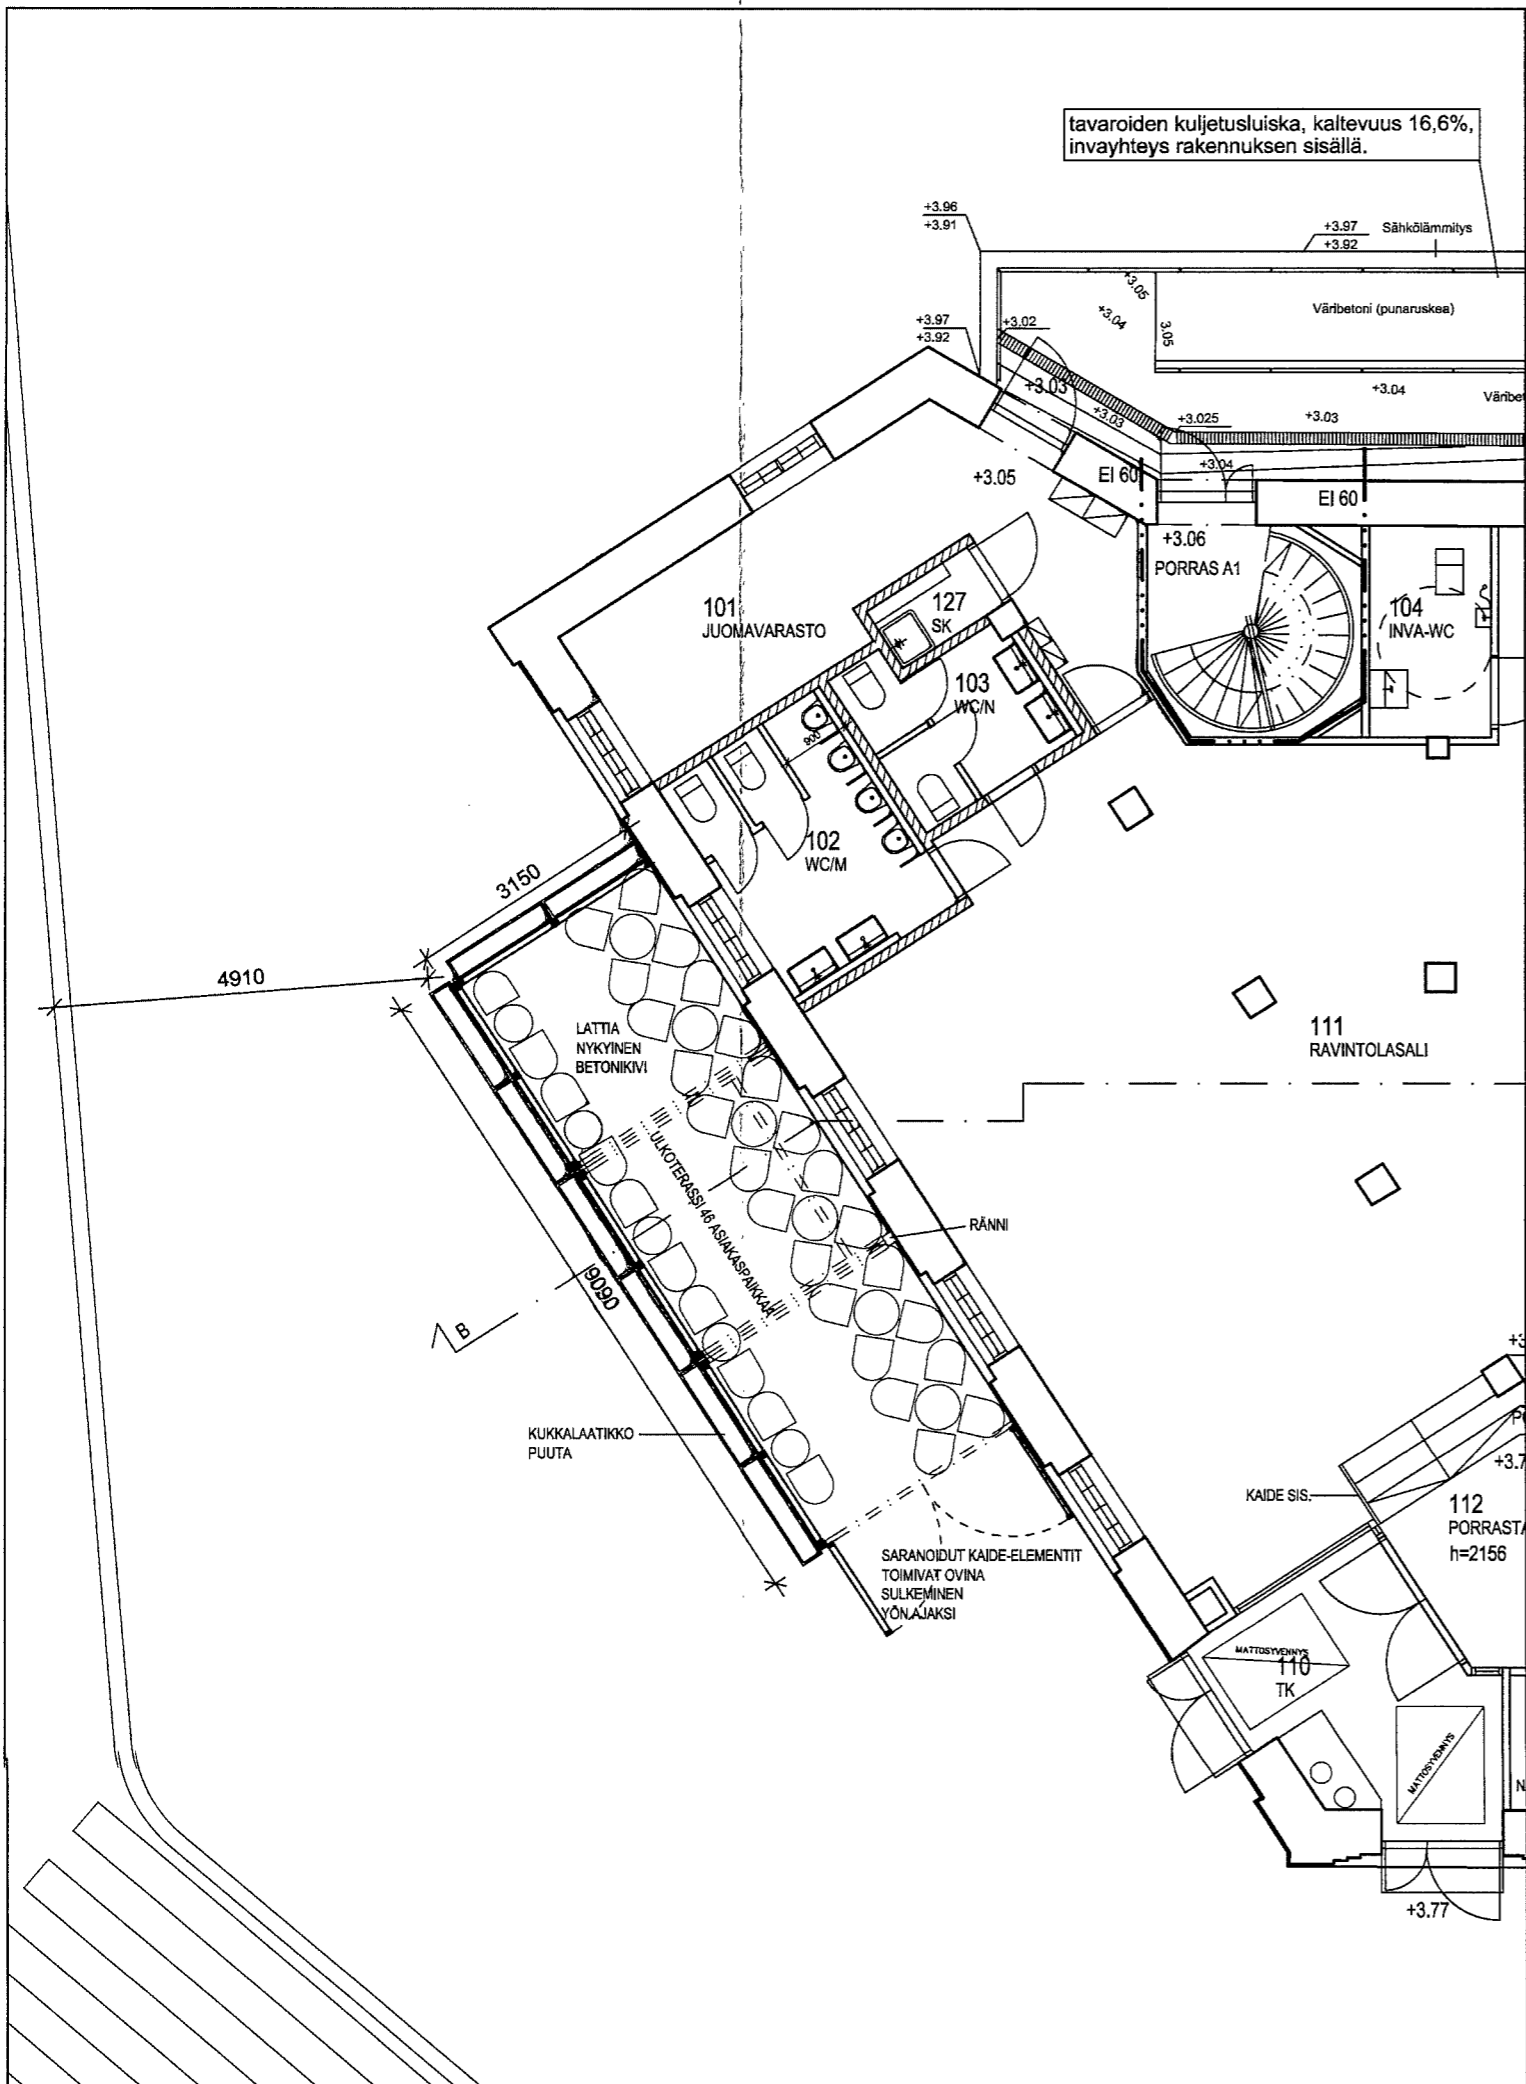 tavaroiden kuljetusluiska, kaltevuus 16,6%,
invayhteys rakennuksen sisällä.
+3.96
+3.91
+3.97
+3.92
Sähkölämmitys
+3.05
+3.04
3.05
Väribetoni (punaruskea)
+3.97
+3.92
+3.02
+3.03
+3.03
+3.04
+3.025
+3.03
+3.05
EI 60
+3.04
EI 60
+3.06
PORRAS A1
101
JUOMAVARASTO
127
SK
104
INVA-WC
103
WC/N
900
102
WC/M
3150
4910
LATTIA
NYKYINEN
BETONIKIVI
111
RAVINTOLASALI
ULKOTERASSI 46 ASIAKASPAIKKAA
RÄNNI
9090
B
KUKKALAATIKKO
PUUTA
KAIDE SIS.
112
h=2156
SARANOIDUT KAIDE-ELEMENTIT
TOIMIVAT OVINA
SULKEMINEN
YÖN AJAKSI
MATTOSYVENNYS
110
TK
MATTOSYVENNYS
+3.77